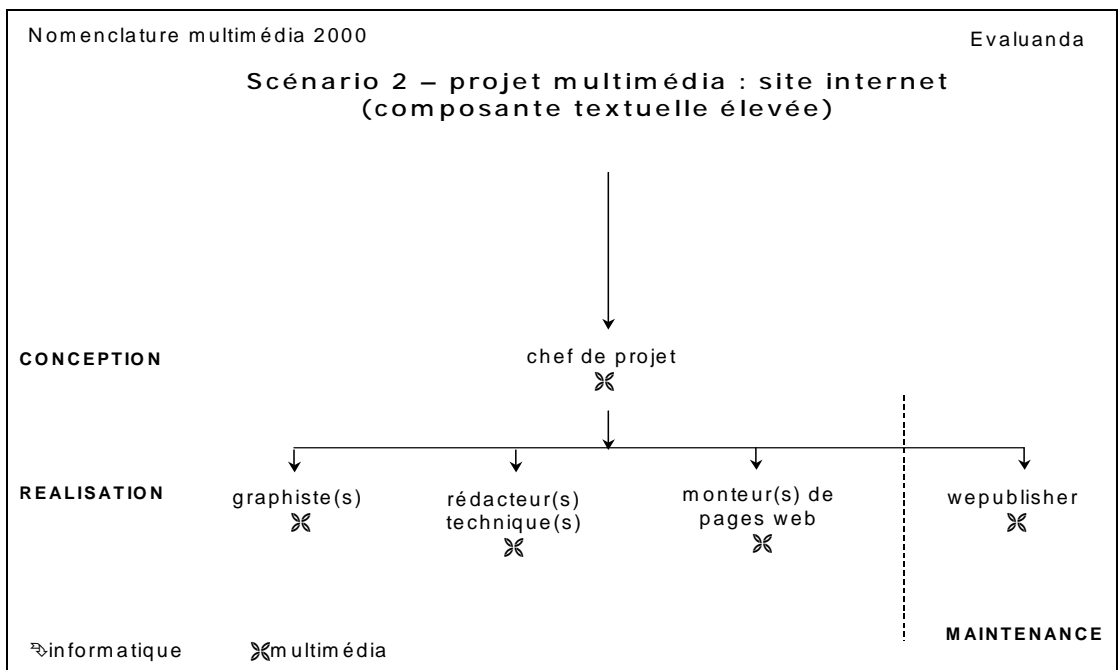 Nomenclature multimédia 2000
Evaluanda
Scénario 2 – projet multimédia : site internet
(composante textuelle élevée)
CONCEPTION
chef de projet
REALISATION
graphiste(s)
rédacteur(s)
technique(s)
monteur(s) de
pages web
wepublisher
MAINTENANCE
informatique
multimédia